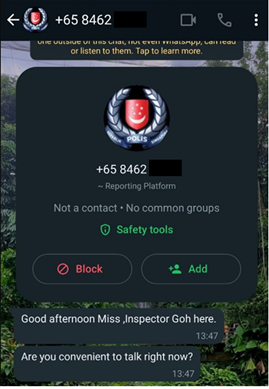 +65 8462
one outside of this chat, not even WhatsApp, can read
or listen to them. Tap to learn more.
POLIS
+65 8462
~ Reporting Platform
Not a contact • No common groups
Safety tools
Block
Add
Good afternoon Miss ,Inspector Goh here.
13:47
Are you convenient to talk right now?
13:47